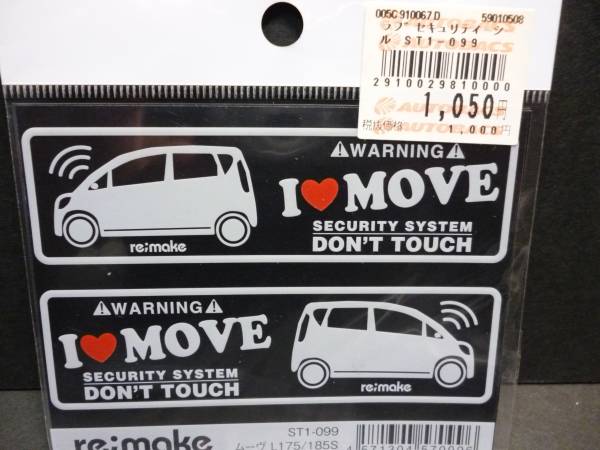 005C 910067 D 59010508
ラブ セキュリティ シ
ル ST1-099
2910029810000
AUTOBACS
1,050円
税抜価格 1,000円
⚠WARNING⚠
I♥MOVE
SECURITY SYSTEM
DON'T TOUCH
re:make
⚠WARNING⚠
I♥MOVE
SECURITY SYSTEM
DON'T TOUCH
re:make
re:make
ST1-099
ムーヴ L175/185S
4571304570006